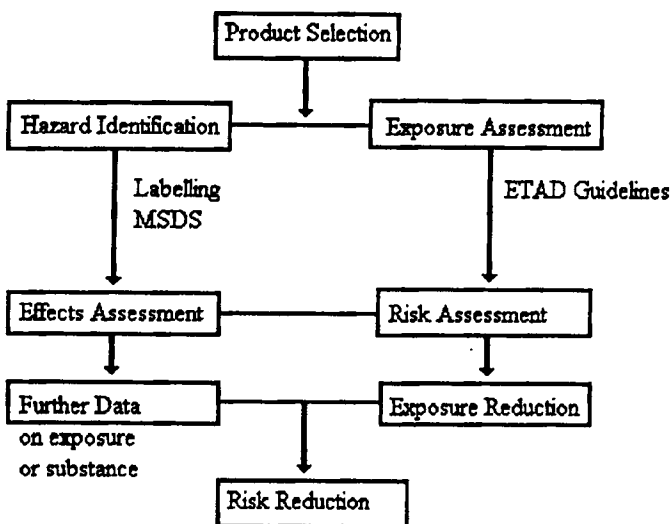 Product Selection
Hazard Identification
Exposure Assessment
Labelling
MSDS
ETAD Guidelines
Effects Assessment
Risk Assessment
Further Data
on exposure
or substance
Exposure Reduction
Risk Reduction